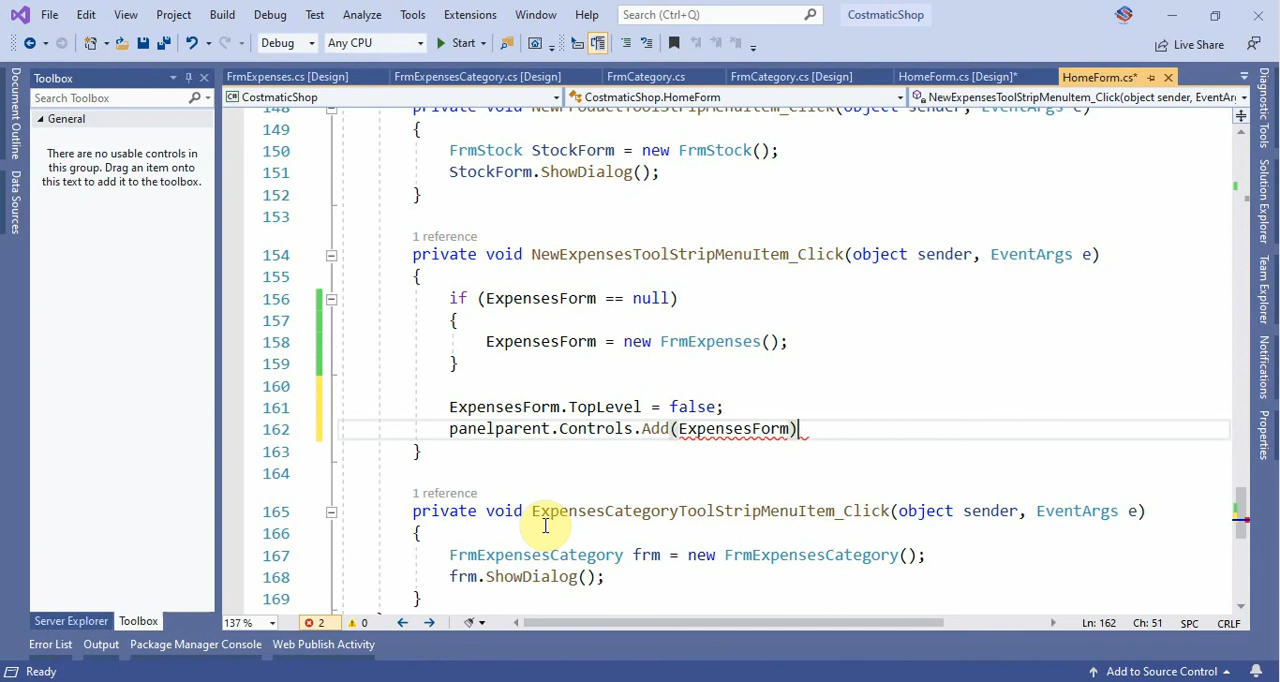 File Edit View Project Build Debug Test Analyze Tools Extensions Window Help Search (Ctrl+Q) CostmaticShop
Debug Any CPU Start Live Share
Toolbox
Search Toolbox
General
There are no usable controls in
this group. Drag an item onto
this text to add it to the toolbox.
Document Outline
Data Sources
FrmExpenses.cs [Design] FrmExpensesCategory.cs [Design] FrmCategory.cs FrmCategory.cs [Design] HomeForm.cs [Design]* HomeForm.cs*
CostmaticShop CostmaticShop.HomeForm NewExpensesToolStripMenuItem_Click(object sender, EventAr
148 private void NewProductToolStripMenuItem_Click(object sender, EventArgs e)
149 {
150 FrmStock StockForm = new FrmStock();
151 StockForm.ShowDialog();
152 }
153
1 reference
154 private void NewExpensesToolStripMenuItem_Click(object sender, EventArgs e)
155 {
156 if (ExpensesForm == null)
157 {
158 ExpensesForm = new FrmExpenses();
159 }
160
161 ExpensesForm.TopLevel = false;
162 panelparent.Controls.Add(ExpensesForm)
163 }
164
1 reference
165 private void ExpensesCategoryToolStripMenuItem_Click(object sender, EventArgs e)
166 {
167 FrmExpensesCategory frm = new FrmExpensesCategory();
168 frm.ShowDialog();
169 }
Diagnostic Tools
Solution Explorer
Team Explorer
Notifications
Properties
Server Explorer Toolbox
137 % 2 0 Ln: 162 Ch: 51 SPC CRLF
Error List Output Package Manager Console Web Publish Activity
Ready Add to Source Control